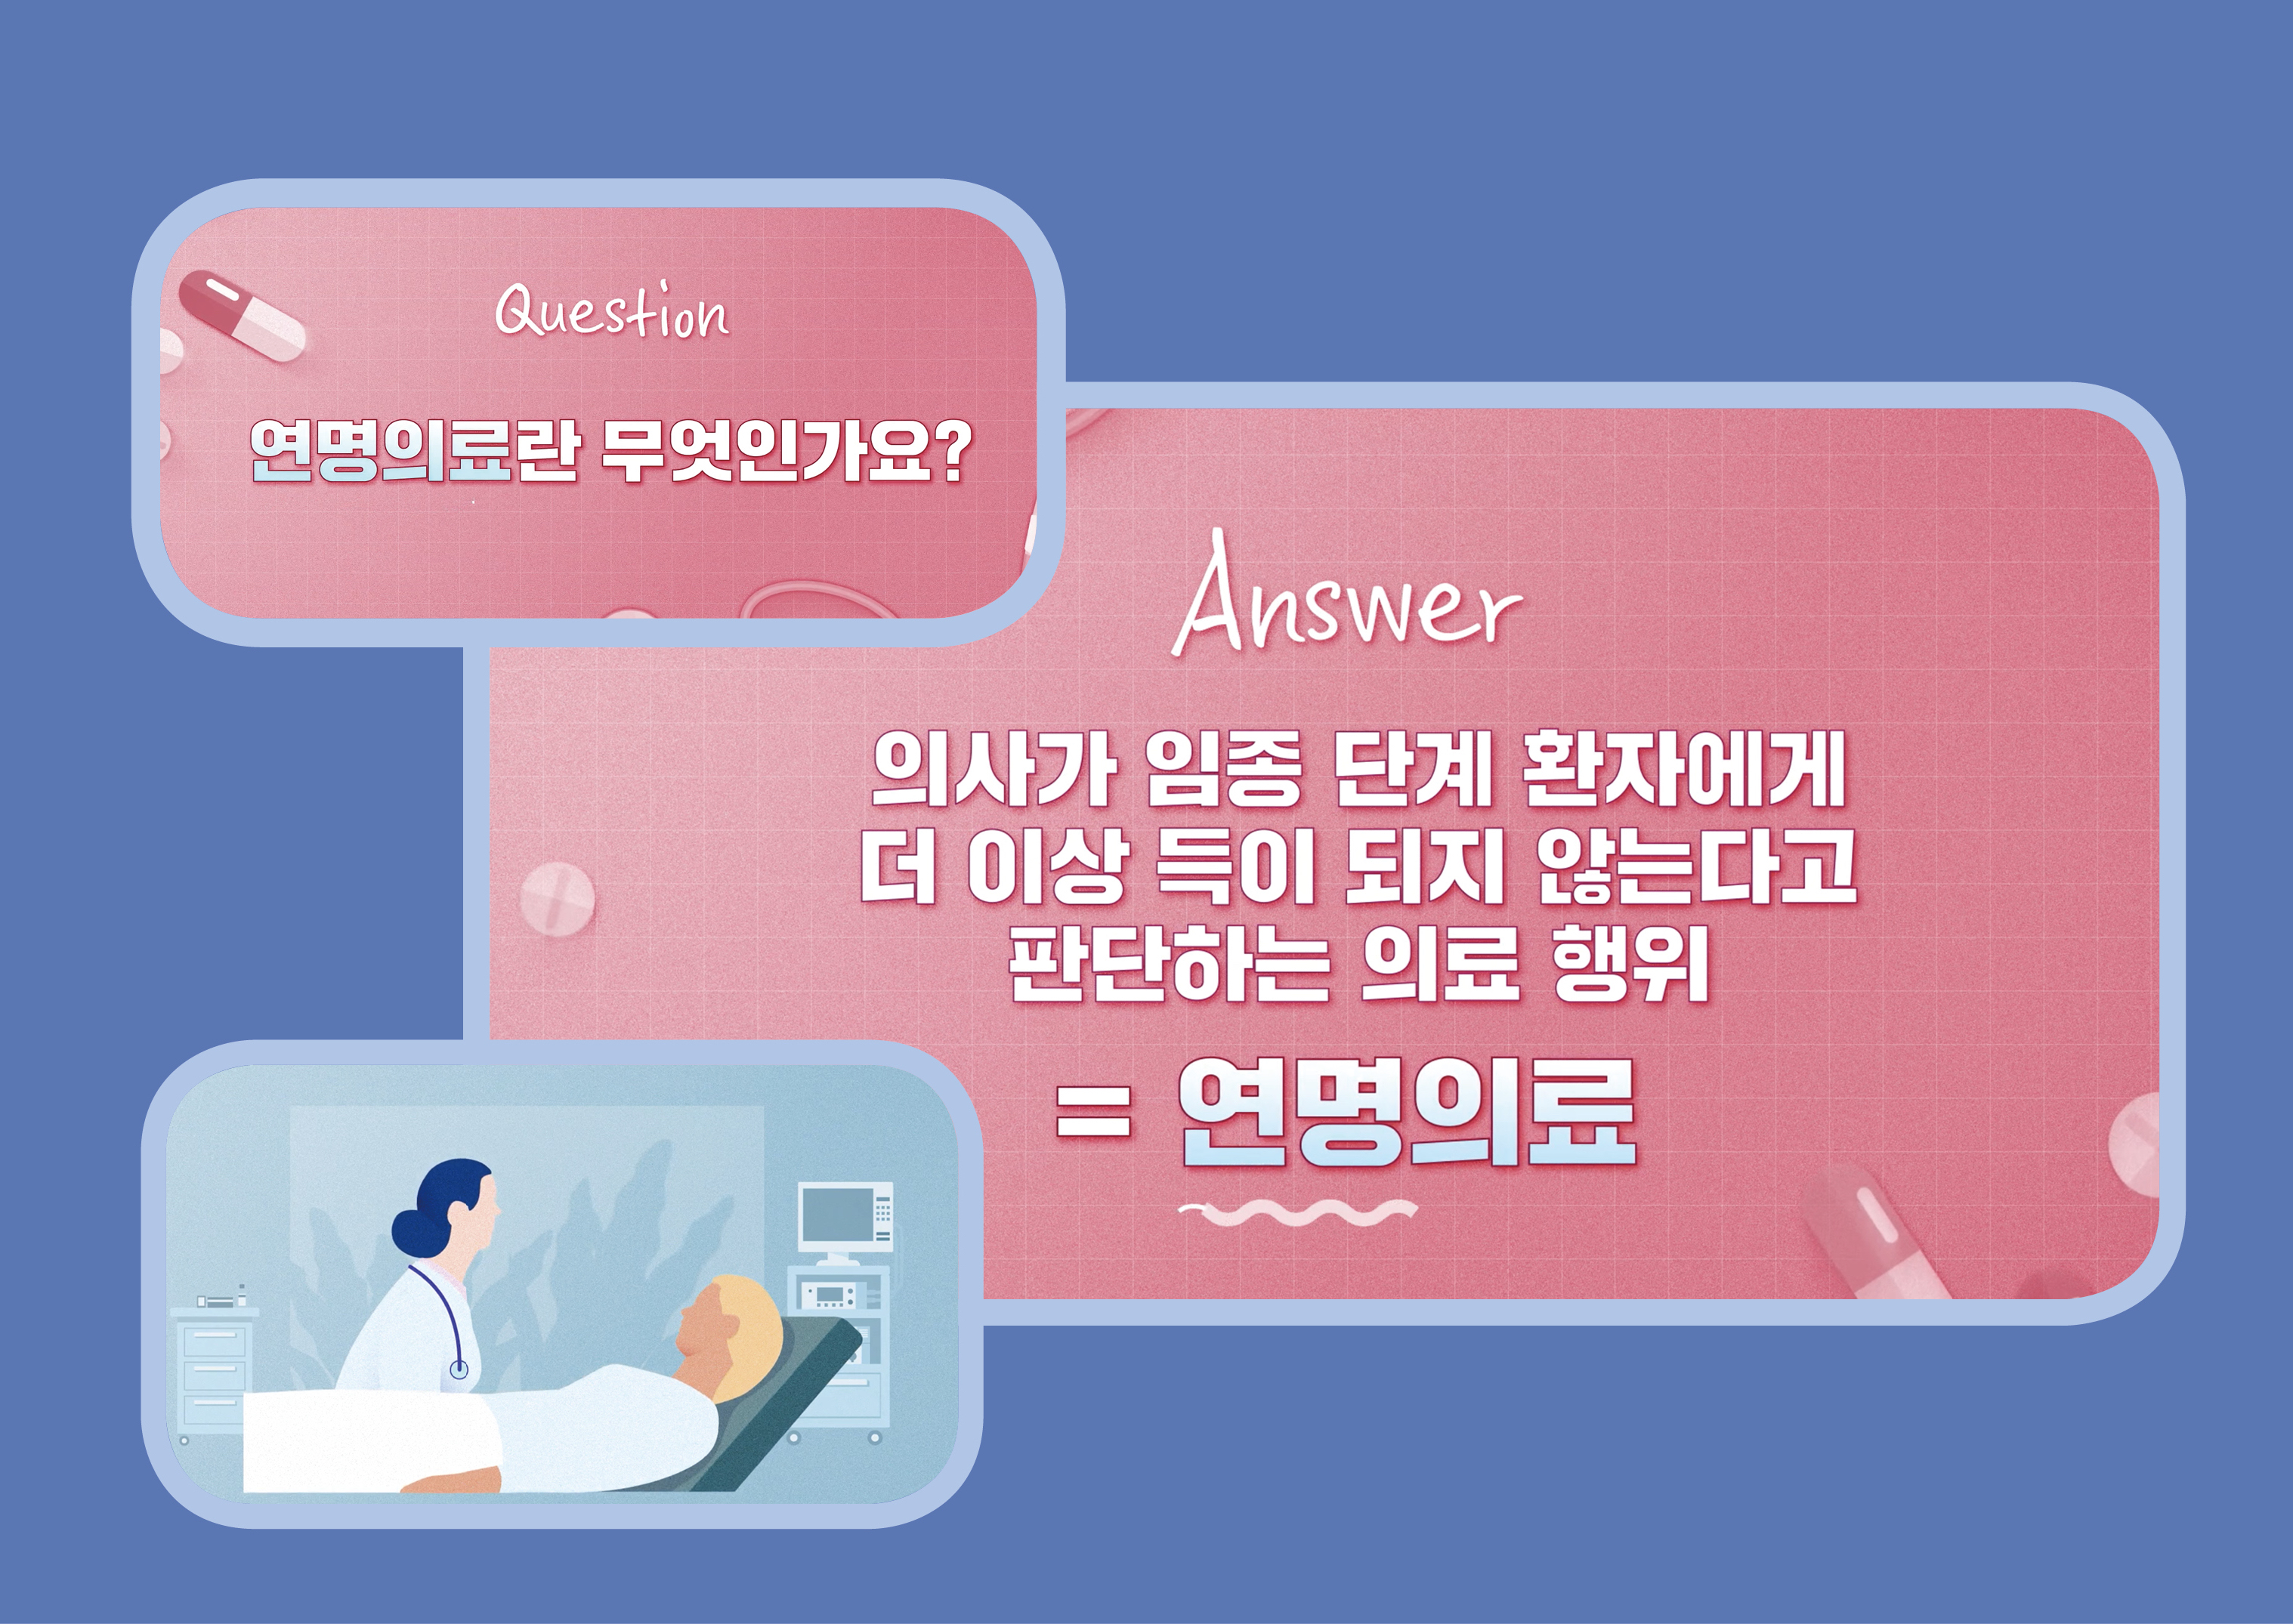 Question
연명의료란 무엇인가요?
Answer
의사가 임종 단계 환자에게
더 이상 득이 되지 않는다고
판단하는 의료 행위
= 연명의료